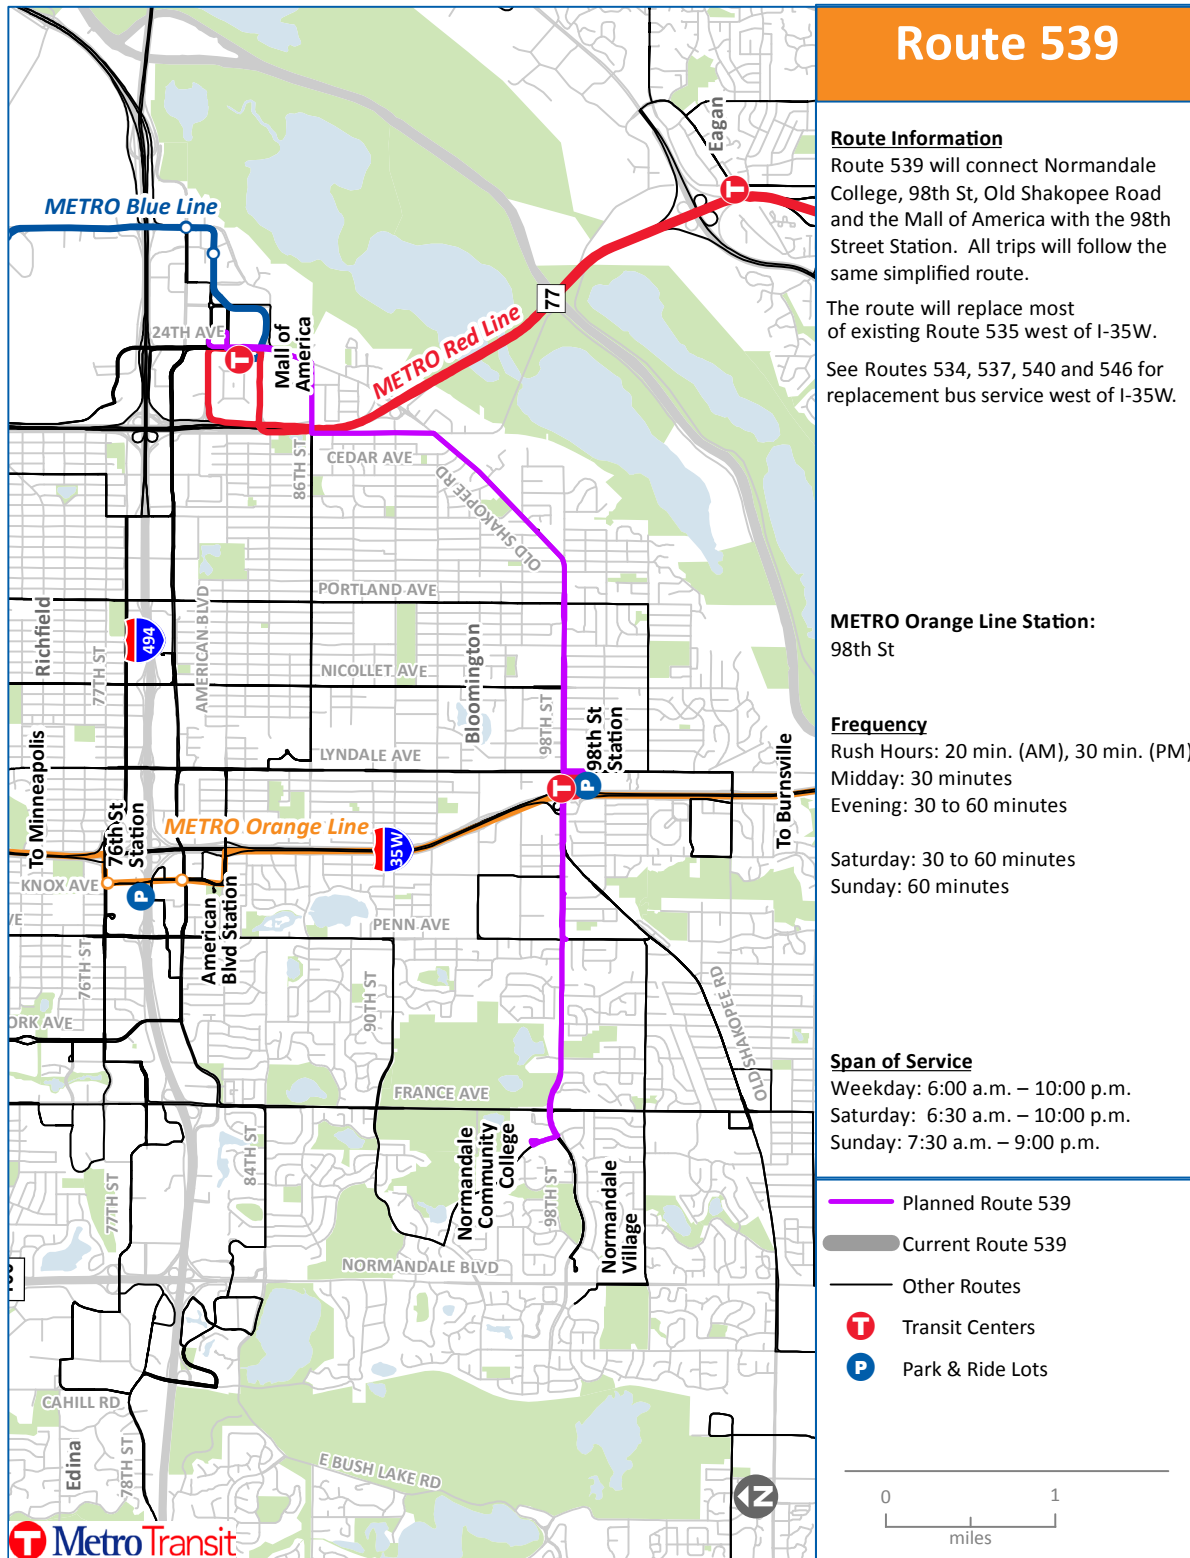 Route 539
Route Information
Route 539 will connect Normandale
College, 98th St, Old Shakopee Road
and the Mall of America with the 98th
Street Station.  All trips will follow the
same simplified route.
The route will replace most
of existing Route 535 west of I-35W.
See Routes 534, 537, 540 and 546 for
replacement bus service west of I-35W.
METRO Orange Line Station:
98th St
Frequency
Rush Hours: 20 min. (AM), 30 min. (PM)
Midday: 30 minutes
Evening: 30 to 60 minutes
Saturday: 30 to 60 minutes
Sunday: 60 minutes
Span of Service
Weekday: 6:00 a.m. – 10:00 p.m.
Saturday:  6:30 a.m. – 10:00 p.m.
Sunday: 7:30 a.m. – 9:00 p.m.
Planned Route 539
Current Route 539
Other Routes
T Transit Centers
P Park & Ride Lots
0 1
miles
Eagan
T
METRO Blue Line
77
24TH AVE
T
Mall of
America
METRO Red Line
86TH ST
CEDAR AVE
OLD SHAKOPEE RD
PORTLAND AVE
Richfield
494
77TH ST
AMERICAN BLVD
NICOLLET AVE
Bloomington
98TH ST
98th St
Station
LYNDALE AVE
T
P
To Minneapolis
76th St
Station
METRO Orange Line
35W
To Burnsville
KNOX AVE
P
American
Blvd Station
PENN AVE
76TH ST
90TH ST
ORK AVE
OLD SHAKOPEE RD
FRANCE AVE
84TH ST
77TH ST
Normandale
Community
College
98TH ST
Normandale
Village
NORMANDALE BLVD
CAHILL RD
Edina
78TH ST
E BUSH LAKE RD
N
T MetroTransit